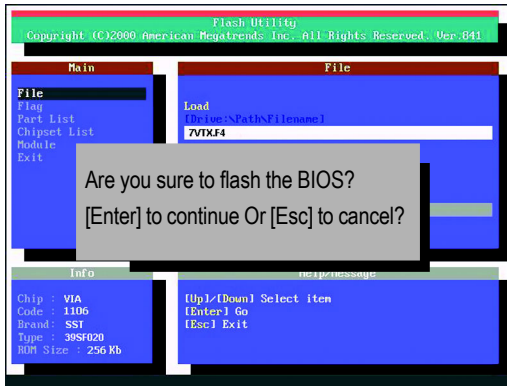 Flash Utility
Copyright (C)2000 American Megatrends Inc. All Rights Reserved. Ver:841
Main
File
Flag
Part List
Chipset List
Module
Exit
File
Load
[Drive:\Path\Filename]
7VTX.F4
Are you sure to flash the BIOS?
[Enter] to continue Or [Esc] to cancel?
Info
Chip : VIA
Code : 1106
Brand: SST
Type : 39SF020
ROM Size : 256 Kb
Help/Message
[Up]/[Down] Select item
[Enter] Go
[Esc] Exit